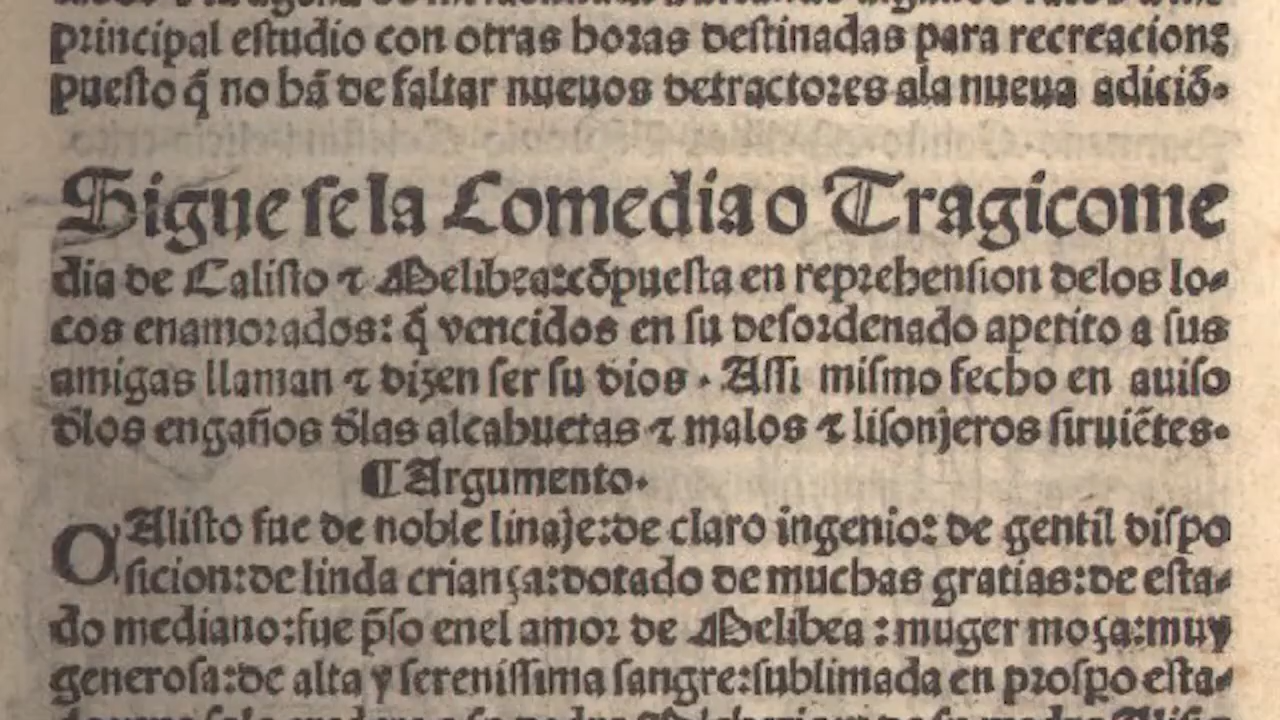 principal estudio con otras horas destinadas para recreacion:
puesto q̃ no hã de faltar nueuos detractores ala nueua adiciõ.
Sigue se la Comedia o Tragicome
dia de Calisto ⁊ Melibea: cõpuesta en reprehension delos lo-
cos enamorados: q̃ vencidos en su desordenado apetito a sus
amigas llaman ⁊ dizen ser su dios. Assi mismo fecho en auiso
d̃los engaños d̃las alcahuetas ⁊ malos ⁊ lisonjeros siruiẽtes.
¶ Argumento.
CAlisto fue de noble linaje: de claro ingenio: de gentil dispo
sicion: de linda criança: dotado de muchas gratias: de esta-
do mediano: fue p̃so enel amor de Melibea: muger moça: muy
generosa: de alta y serenissima sangre: sublimada en prospo esta-